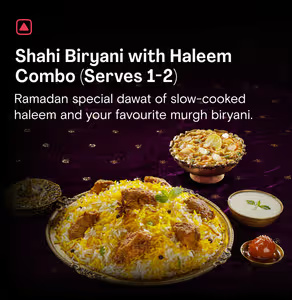 Shahi Biryani with Haleem
Combo (Serves 1-2)
Ramadan special dawat of slow-cooked
haleem and your favourite murgh biryani.